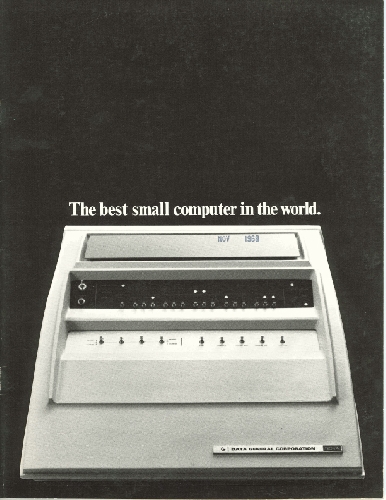 The best small computer in the world.
NOV 1968
DATA GENERAL CORPORATION